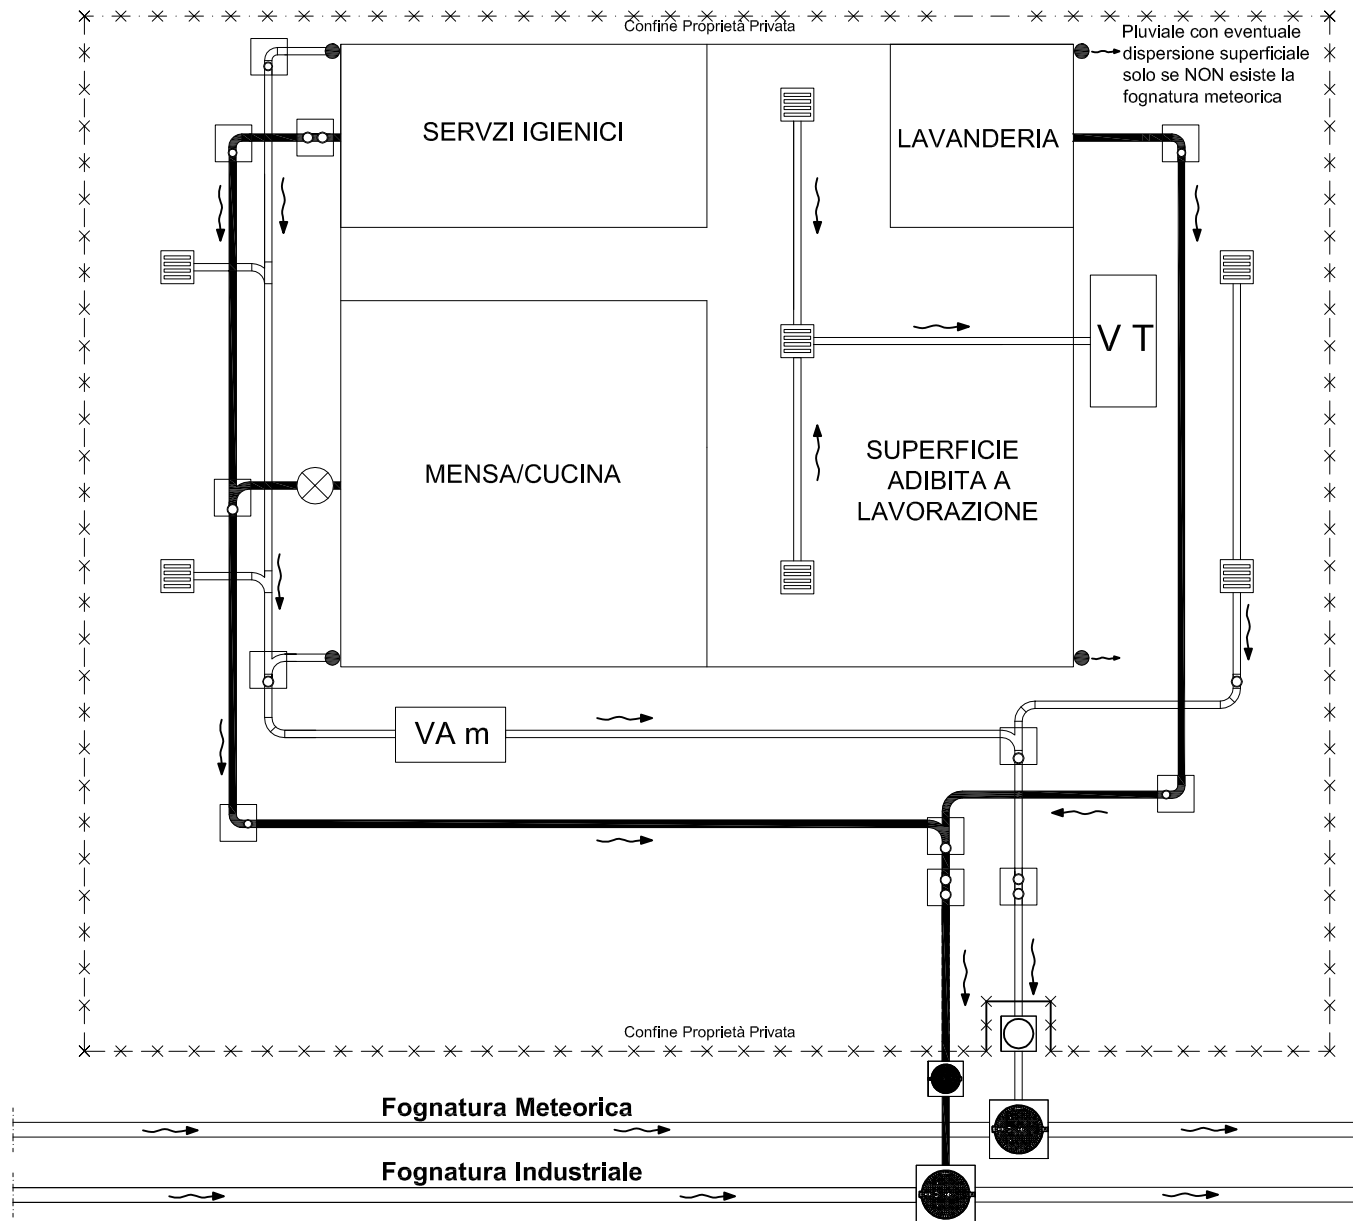 Confine Proprietà Privata
Pluviale con eventuale
dispersione superficiale
solo se NON esiste la
fognatura meteorica
SERVZI IGIENICI
LAVANDERIA
V T
MENSA/CUCINA
SUPERFICIE
ADIBITA A
LAVORAZIONE
VA m
Confine Proprietà Privata
Fognatura Meteorica
Fognatura Industriale